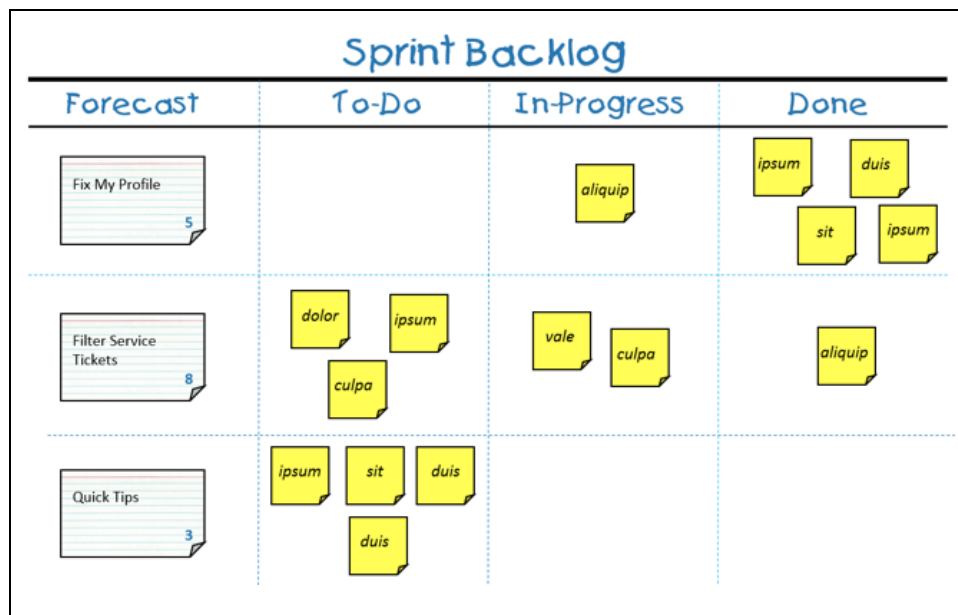 Sprint Backlog
Forecast To-Do In-Progress Done
Fix My Profile
5
aliquip
ipsum duis
sit ipsum
Filter Service
Tickets
8
dolor ipsum
culpa
vale culpa
aliquip
Quick Tips
3
ipsum sit duis
duis